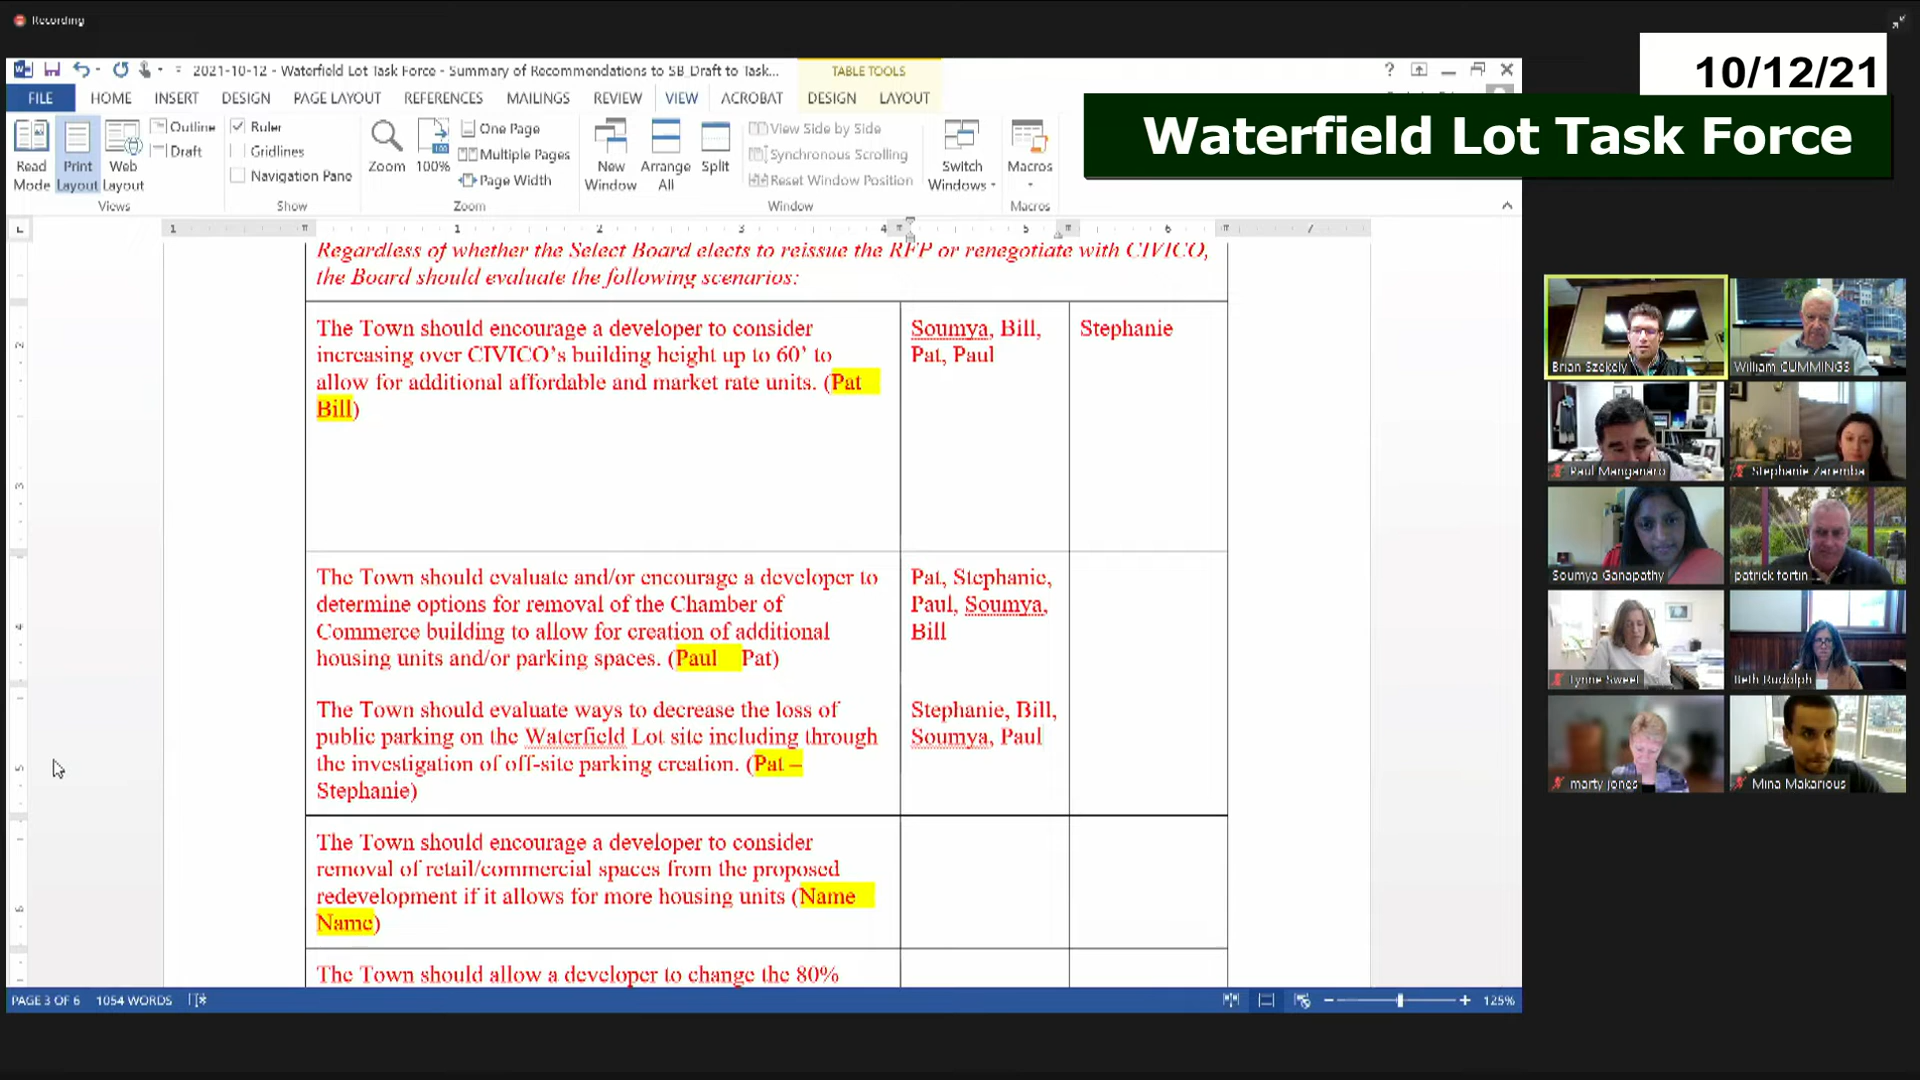 Recording
10/12/21
Waterfield Lot Task Force
2021-10-12 - Waterfield Lot Task Force - Summary of Recommendations to SB_Draft to Task...
TABLE TOOLS
FILE HOME INSERT DESIGN PAGE LAYOUT REFERENCES MAILINGS REVIEW VIEW ACROBAT DESIGN LAYOUT
Read Mode
Print Layout
Web Layout
Outline
Draft
Views
Ruler
Gridlines
Navigation Pane
Show
Zoom
100%
One Page
Multiple Pages
Page Width
Zoom
New Window
Arrange All
Split
View Side by Side
Synchronous Scrolling
Reset Window Position
Window
Switch Windows
Macros
Macros
1 1 2 3 4 5 6 7
Regardless of whether the Select Board elects to reissue the RFP or renegotiate with CIVICO,
the Board should evaluate the following scenarios:
The Town should encourage a developer to consider
increasing over CIVICO's building height up to 60' to
allow for additional affordable and market rate units. (Pat
Bill)
Soumya, Bill,
Pat, Paul
Stephanie
The Town should evaluate and/or encourage a developer to
determine options for removal of the Chamber of
Commerce building to allow for creation of additional
housing units and/or parking spaces. (Paul Pat)
Pat, Stephanie,
Paul, Soumya,
Bill
The Town should evaluate ways to decrease the loss of
public parking on the Waterfield Lot site including through
the investigation of off-site parking creation. (Pat –
Stephanie)
Stephanie, Bill,
Soumya, Paul
The Town should encourage a developer to consider
removal of retail/commercial spaces from the proposed
redevelopment if it allows for more housing units (Name
Name)
The Town should allow a developer to change the 80%
PAGE 3 OF 6 1054 WORDS
125%
Brian Szekely
William CUMMINGS
Paul Manganaro
Stephanie Zaremba
Soumya Ganapathy
patrick fortin
Lynne Sweet
Beth Rudolph
marty jones
Mina Makarious